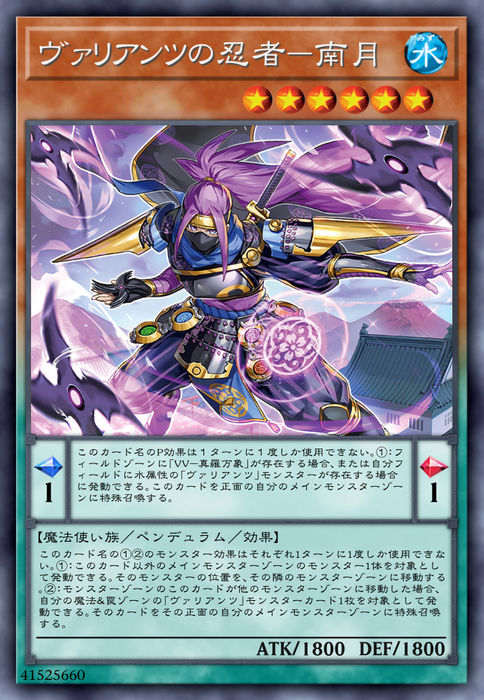 ヴァリアンツの忍者－南月
みず
水
このカード名のP効果は1ターンに1度しか使用できない。①：フ
ィールドゾーンに「VV－真羅万象」が存在する場合、または自分フ
ィールドに水属性の「ヴァリアンツ」モンスターが存在する場合
に発動できる。このカードを正面の自分のメインモンスターゾー
ンに特殊召喚する。
1
1
【魔法使い族／ペンデュラム／効果】
このカード名の①②のモンスター効果はそれぞれ1ターンに1度しか使用できな
い。①：このカード以外のメインモンスターゾーンのモンスター1体を対象とし
て発動できる。そのモンスターの位置を、その隣のモンスターゾーンに移動する
。②：モンスターゾーンのこのカードが他のモンスターゾーンに移動した場合、
自分の魔法&罠ゾーンの「ヴァリアンツ」モンスターカード1枚を対象として発
動できる。そのカードをその正面の自分のメインモンスターゾーンに特殊召喚す
る。
ATK/1800 DEF/1800
41525660